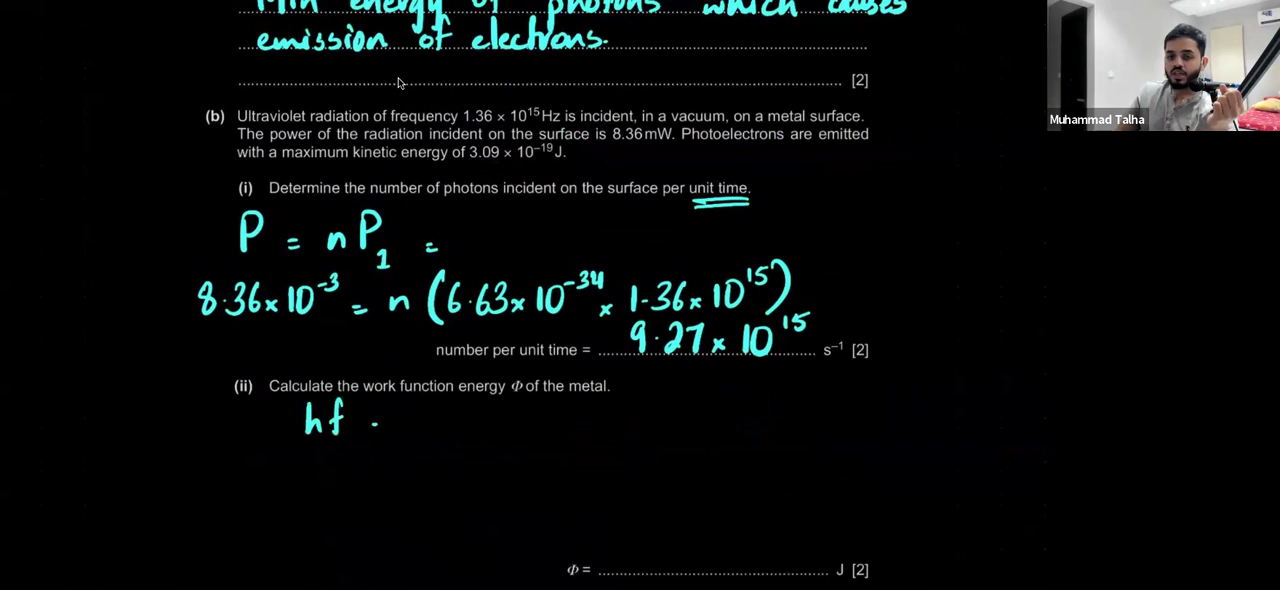 Min energy of photons which causes
emission of electrons.
[2]
Muhammad Talha
(b) Ultraviolet radiation of frequency 1.36 × 10¹⁵ Hz is incident, in a vacuum, on a metal surface.
The power of the radiation incident on the surface is 8.36 mW. Photoelectrons are emitted
with a maximum kinetic energy of 3.09 × 10⁻¹⁹ J.
(i) Determine the number of photons incident on the surface per unit time.
P = nP₁ =
8.36 × 10⁻³ = n (6.63 × 10⁻³⁴ × 1.36 × 10¹⁵)
9.27 × 10¹⁵
number per unit time = ........ s⁻¹ [2]
(ii) Calculate the work function energy Φ of the metal.
hf
Φ = ........ J [2]